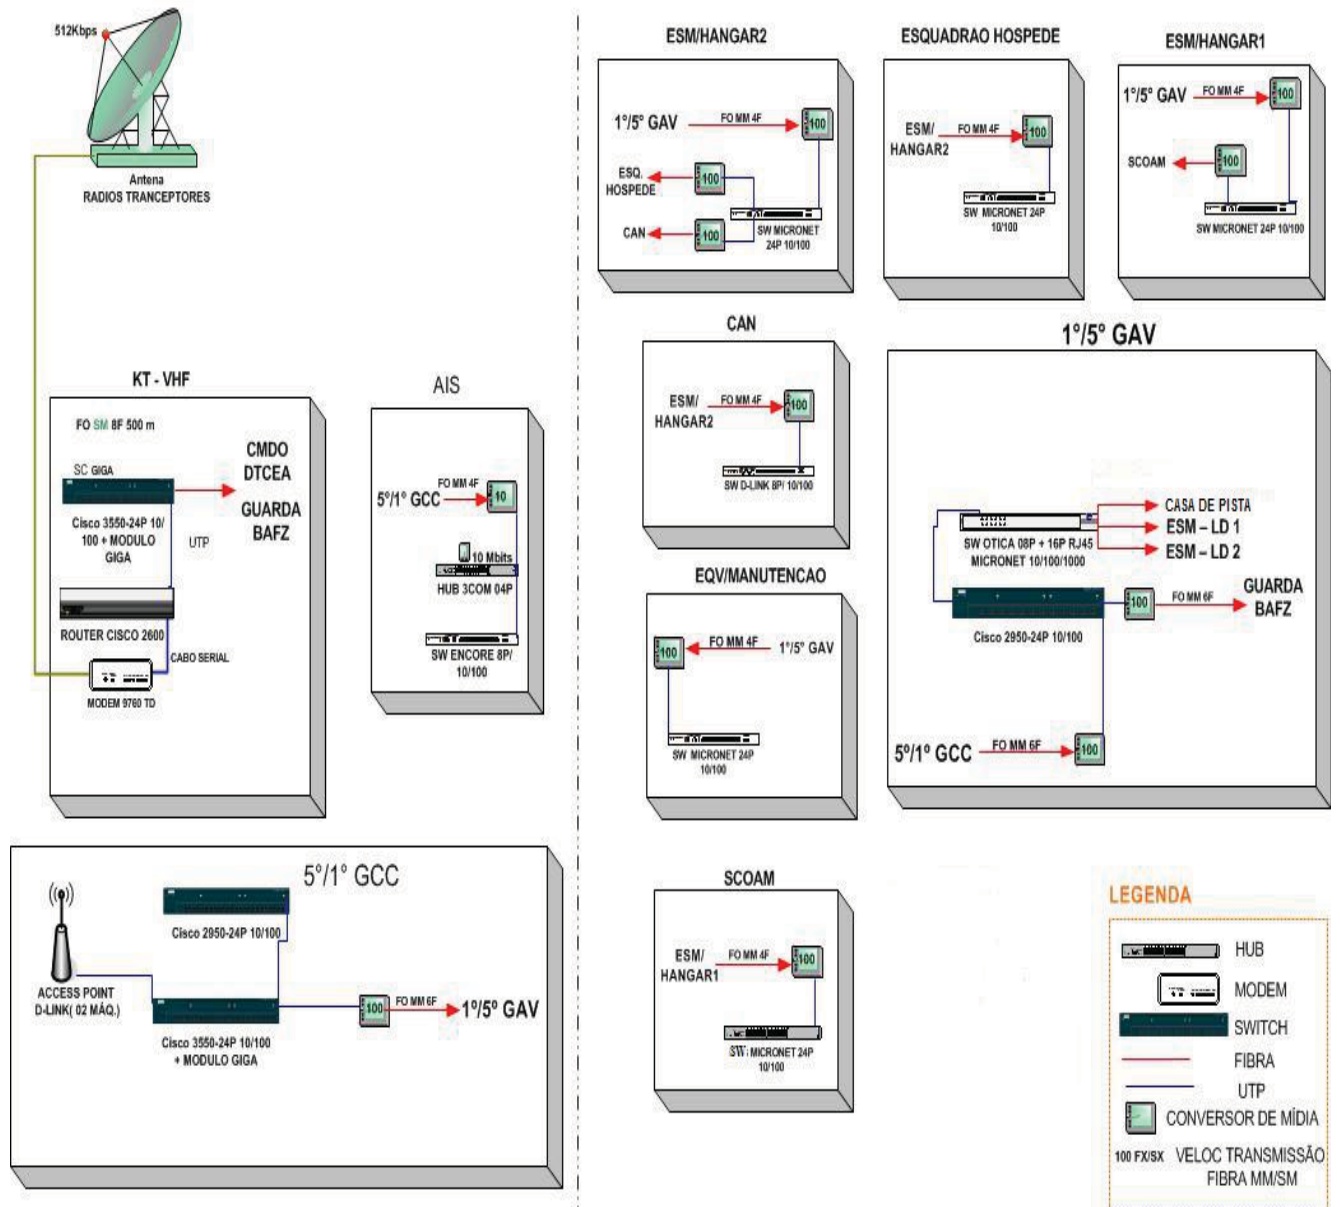 512Kbps
Antena
RADIOS TRANCEPTORES
KT - VHF
FO SM 8F 500 m
SC GIGA
CMDO
DTCEA
GUARDA
BAFZ
Cisco 3550-24P 10/
100 + MODULO
GIGA
UTP
ROUTER CISCO 2600
CABO SERIAL
MODEM 9760 TD
AIS
FO MM 4F
5°/1° GCC
10
10 Mbits
HUB 3COM 04P
SW ENCORE 8P/
10/100
5°/1° GCC
Cisco 2950-24P 10/100
ACCESS POINT
D-LINK( 02 MÁQ.)
Cisco 3550-24P 10/100
+ MODULO GIGA
100
FO MM 6F
1°/5° GAV
ESM/HANGAR2
1°/5° GAV
FO MM 4F
100
ESQ.
HOSPEDE
100
CAN
100
SW MICRONET
24P 10/100
ESQUADRAO HOSPEDE
ESM/
HANGAR2
FO MM 4F
100
SW MICRONET 24P
10/100
ESM/HANGAR1
1°/5° GAV
FO MM 4F
100
SCOAM
100
SW MICRONET 24P 10/100
CAN
ESM/
HANGAR2
FO MM 4F
100
SW D-LINK 8P/ 10/100
EQV/MANUTENCAO
100
FO MM 4F
1°/5° GAV
SW MICRONET 24P
10/100
1°/5° GAV
CASA DE PISTA
ESM – LD 1
ESM – LD 2
SW OTICA 08P + 16P RJ45
MICRONET 10/100/1000
Cisco 2950-24P 10/100
100
FO MM 6F
GUARDA
BAFZ
5°/1° GCC
FO MM 6F
100
SCOAM
ESM/
HANGAR1
FO MM 4F
100
SW: MICRONET 24P
10/100
LEGENDA
HUB
MODEM
SWITCH
FIBRA
UTP
CONVERSOR DE MÍDIA
100 FX/SX VELOC TRANSMISSÃO
FIBRA MM/SM